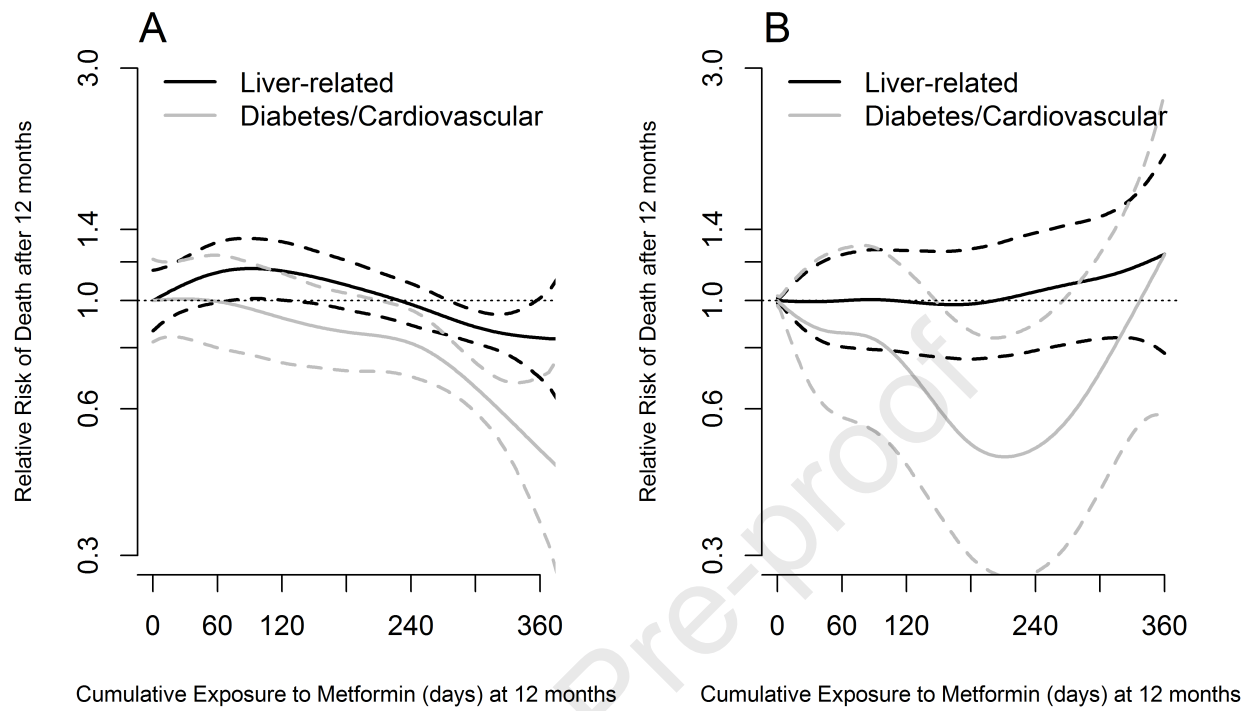 A
3.0
1.4
1.0
0.6
0.3
Relative Risk of Death after 12 months
Liver-related
Diabetes/Cardiovascular
0 60 120 240 360
Cumulative Exposure to Metformin (days) at 12 months
B
3.0
1.4
1.0
0.6
0.3
Relative Risk of Death after 12 months
Liver-related
Diabetes/Cardiovascular
0 60 120 240 360
Cumulative Exposure to Metformin (days) at 12 months
Pre-proof